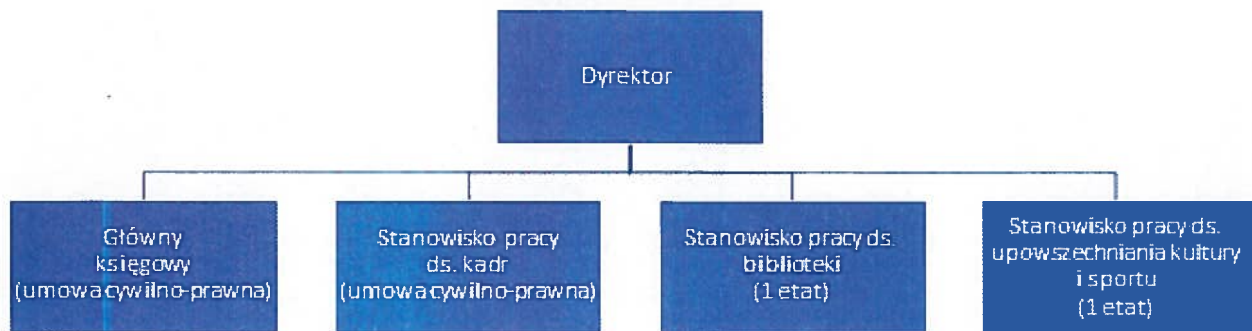 Dyrektor
Główny
księgowy
(umowa cywilno-prawna)
Stanowisko pracy
ds. kadr
(umowa cywilno-prawna)
Stanowisko pracy ds.
biblioteki
(1 etat)
Stanowisko pracy ds.
upowszechniania kultury
i sportu
(1 etat)